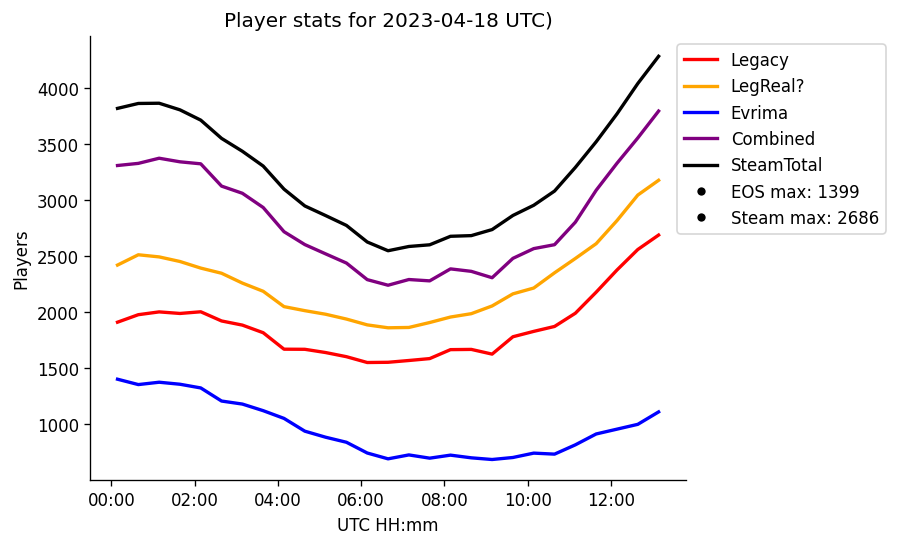 Player stats for 2023-04-18 UTC)
Legacy
LegReal?
Evrima
Combined
SteamTotal
EOS max: 1399
Steam max: 2686
4000
3500
3000
2500
2000
1500
1000
Players
00:00 02:00 04:00 06:00 08:00 10:00 12:00
UTC HH:mm